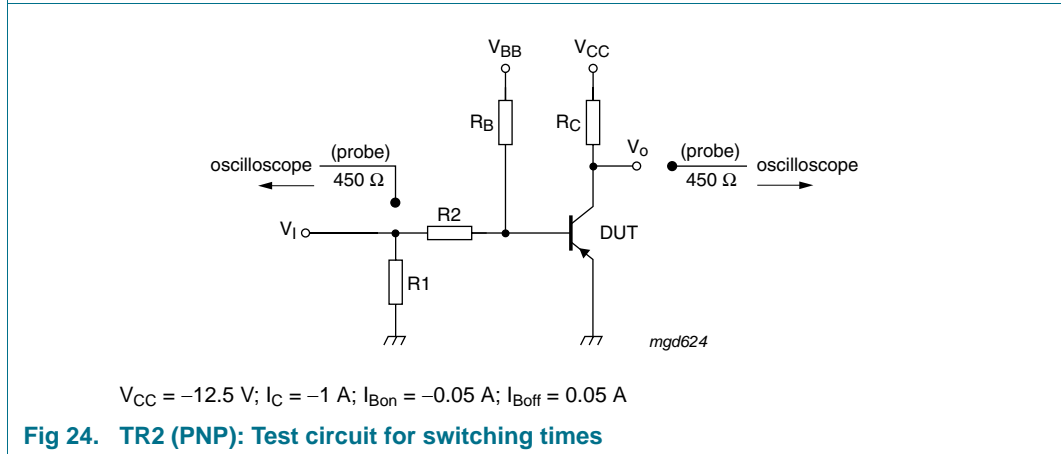 VBB
VCC
RB
RC
Vo
(probe)
450 Ω
oscilloscope
(probe)
450 Ω
oscilloscope
R2
VI
DUT
R1
mgd624
VCC = −12.5 V; IC = −1 A; IBon = −0.05 A; IBoff = 0.05 A
Fig 24. TR2 (PNP): Test circuit for switching times